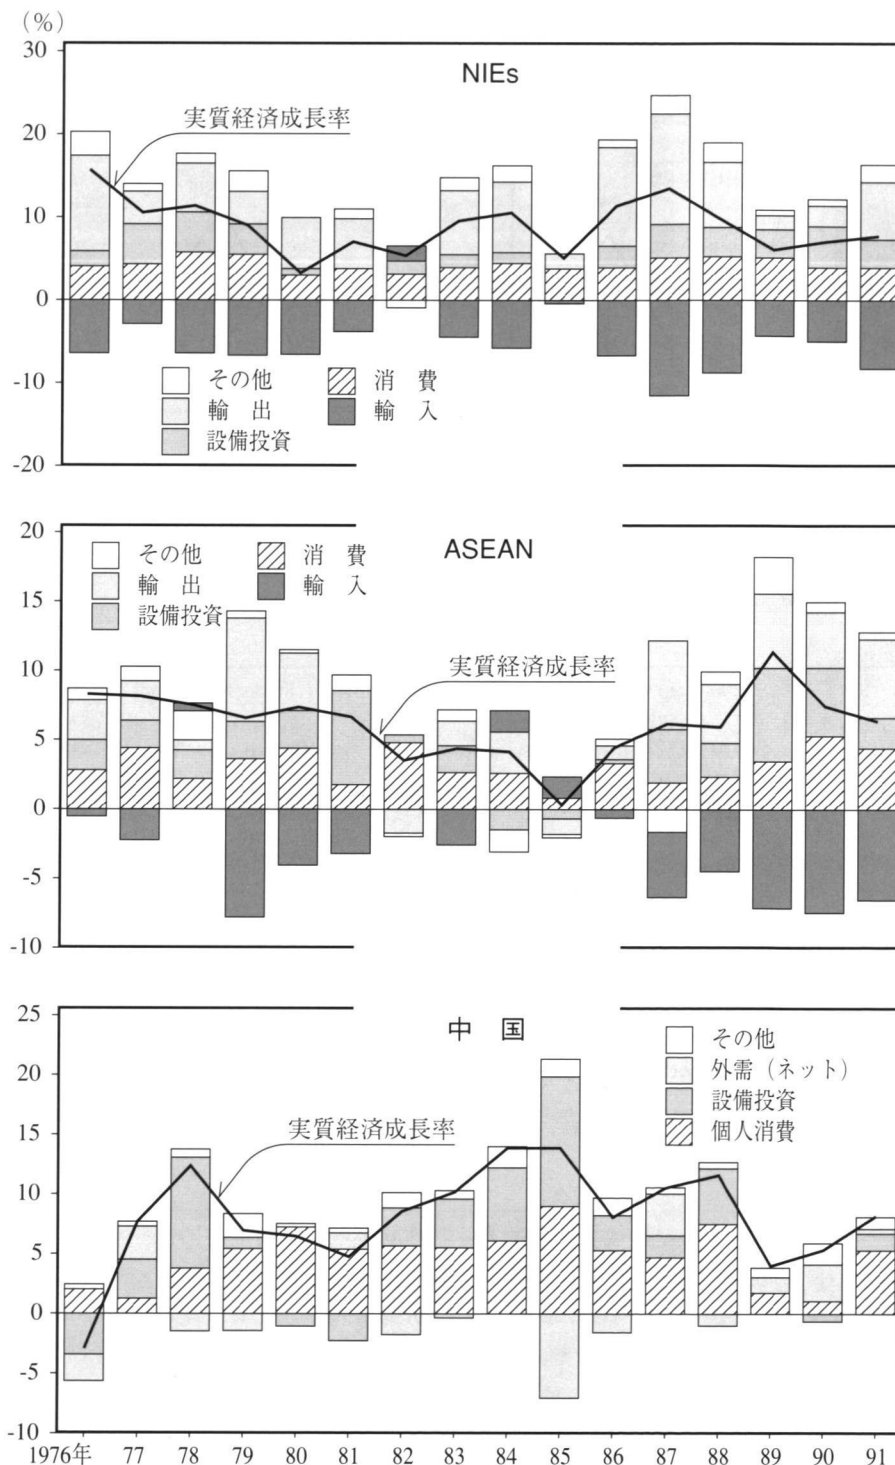 (%)
NIEs
30
20
10
0
-10
-20
実質経済成長率
その他
消 費
輸 出
輸 入
設備投資
ASEAN
20
15
10
5
0
-5
-10
その他
消 費
輸 出
輸 入
設備投資
実質経済成長率
中 国
25
20
15
10
5
0
-5
-10
その他
外需（ネット）
設備投資
個人消費
実質経済成長率
1976年 77 78 79 80 81 82 83 84 85 86 87 88 89 90 91